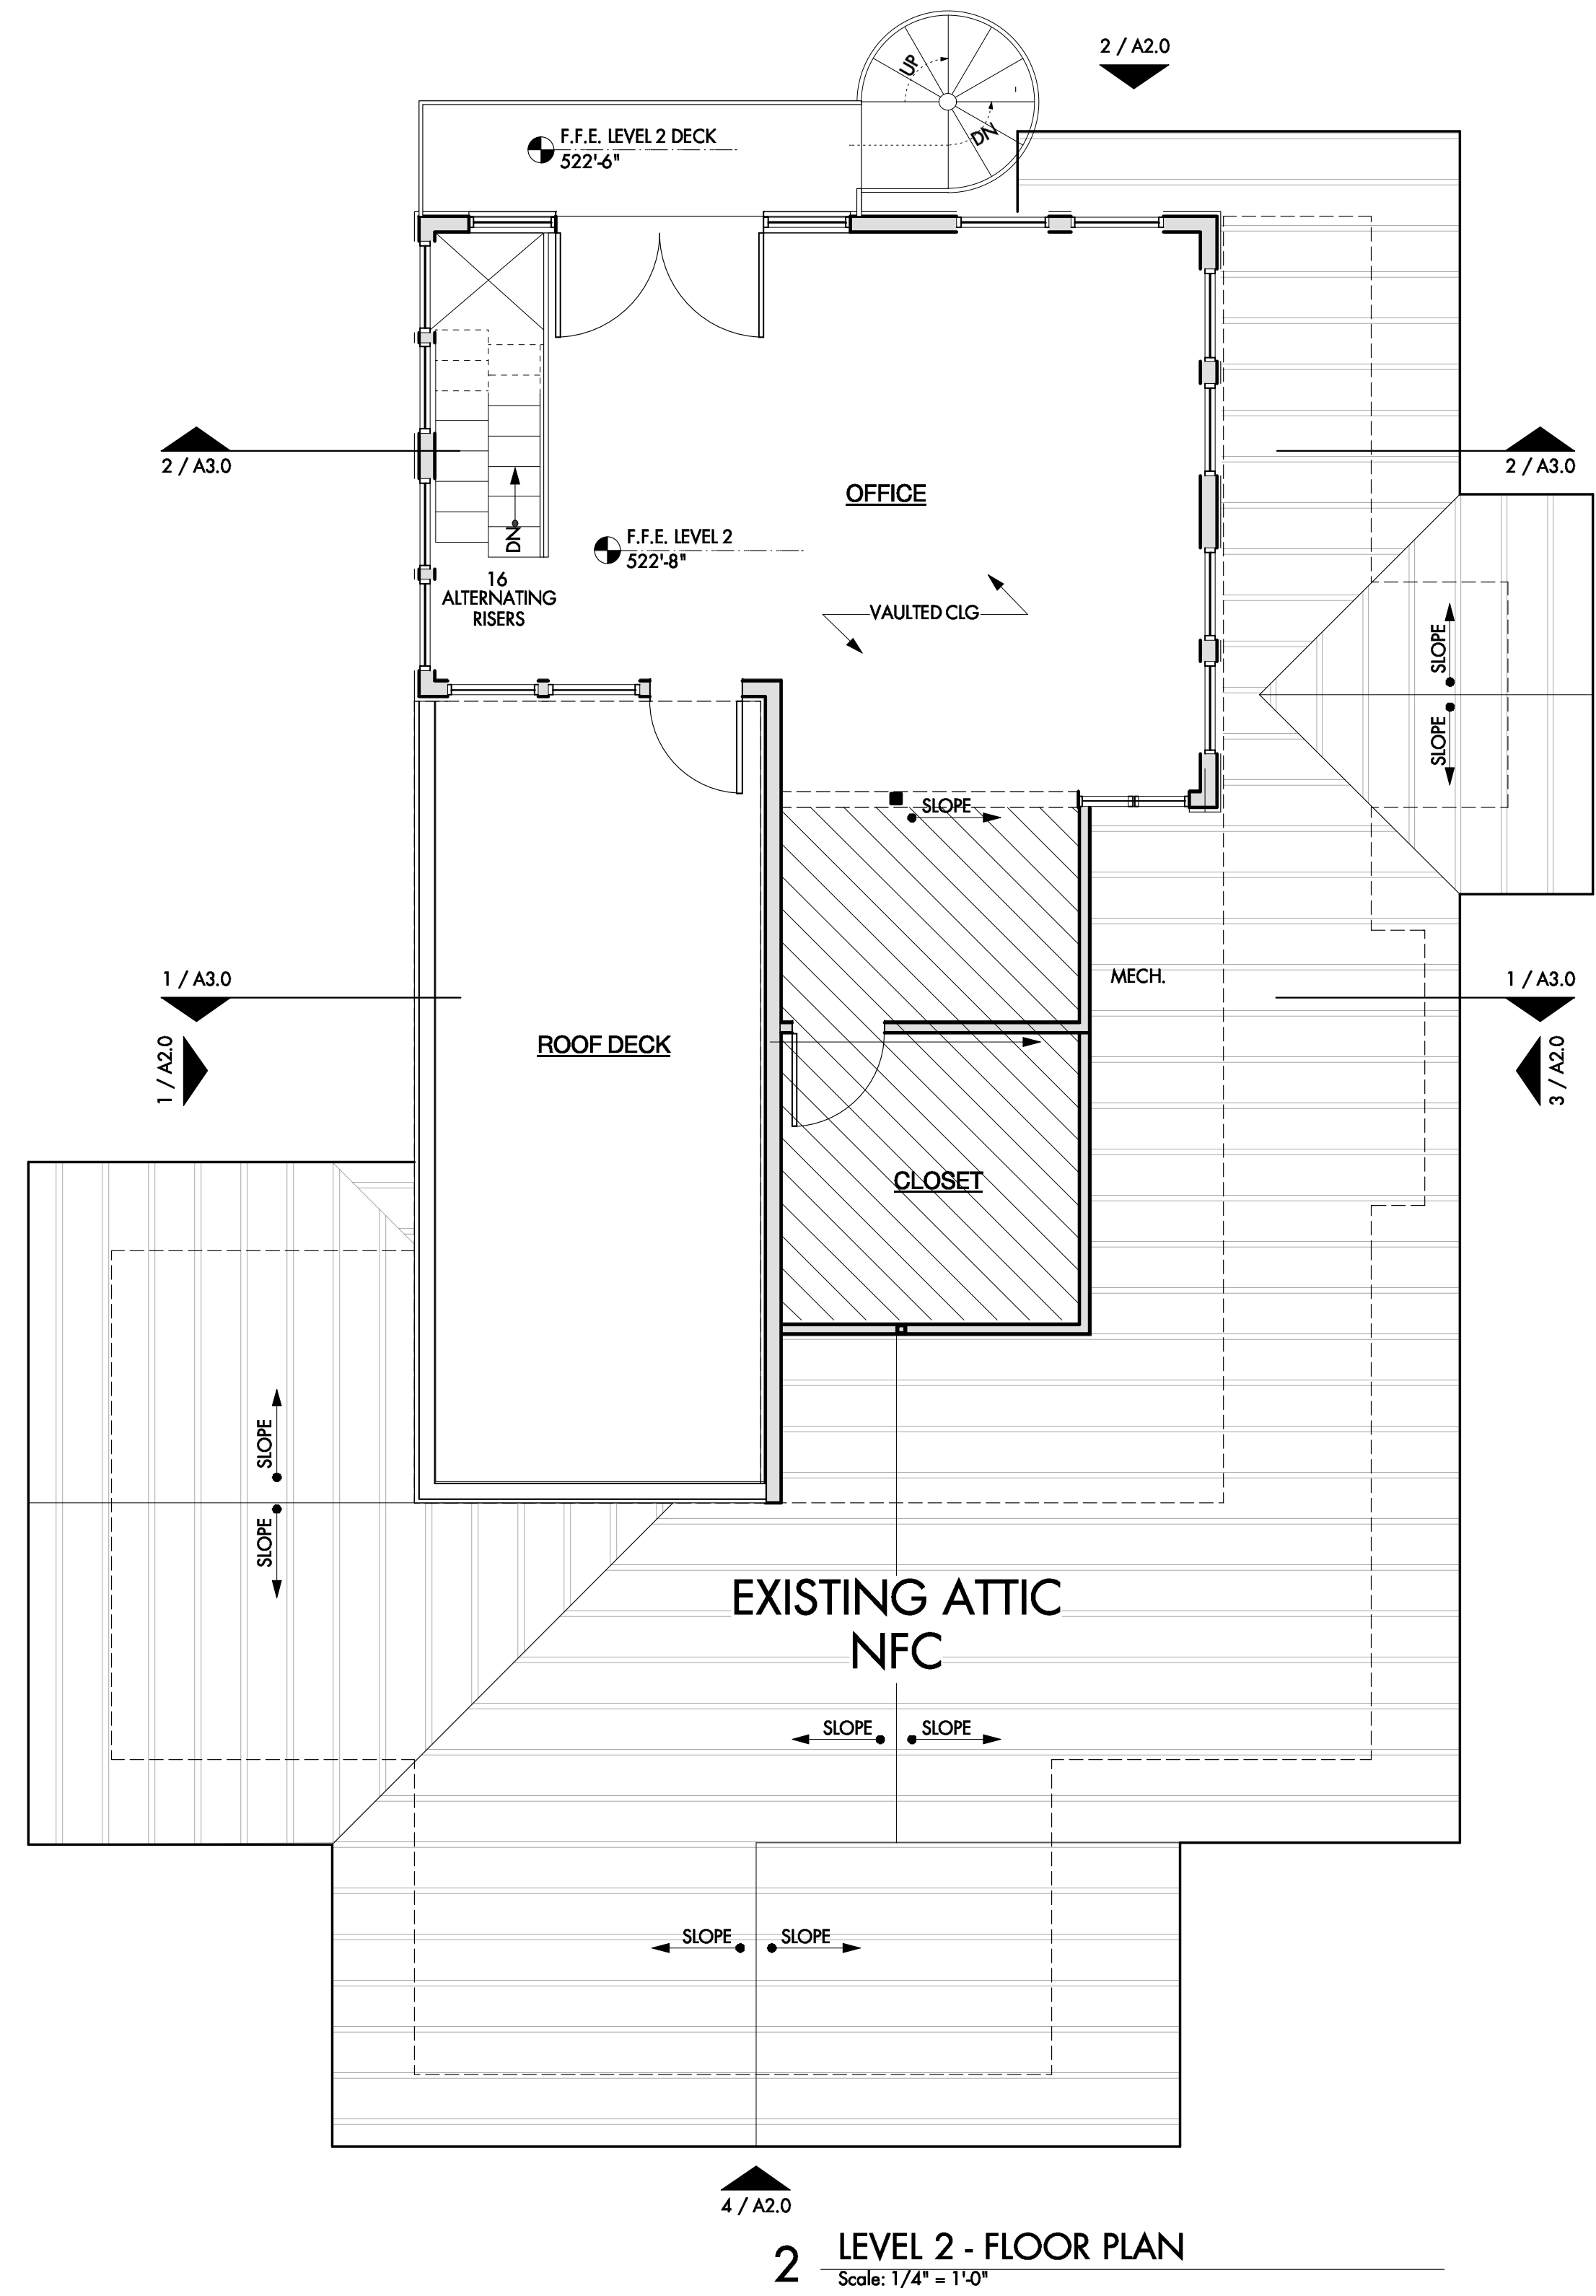 2 / A2.0
UP
DN
F.F.E. LEVEL 2 DECK
522'-6"
2 / A3.0
2 / A3.0
OFFICE
DN
F.F.E. LEVEL 2
522'-8"
16
ALTERNATING
RISERS
VAULTED CLG
SLOPE
SLOPE
SLOPE
1 / A3.0
MECH.
1 / A3.0
ROOF DECK
1 / A2.0
3 / A2.0
CLOSET
SLOPE
SLOPE
EXISTING ATTIC
NFC
SLOPE
SLOPE
SLOPE
SLOPE
4 / A2.0
2
LEVEL 2 - FLOOR PLAN
Scale: 1/4" = 1'-0"